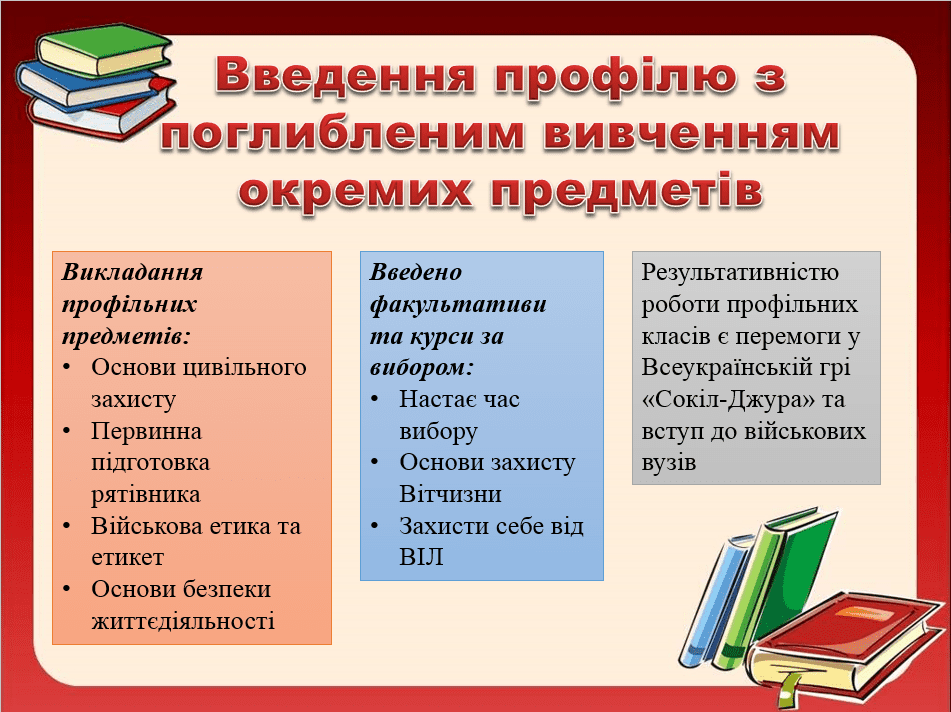 Введення профілю з
поглибленим вивченням
окремих предметів
Викладання
профільних
предметів:
• Основи цивільного
захисту
• Первинна
підготовка
рятівника
• Військова етика та
етикет
• Основи безпеки
життєдіяльності
Введено
факультативи
та курси за
вибором:
• Настає час
вибору
• Основи захисту
Вітчизни
• Захисти себе від
ВІЛ
Результативністю
роботи профільних
класів є перемоги у
Всеукраїнській грі
«Сокіл-Джура» та
вступ до військових
вузів